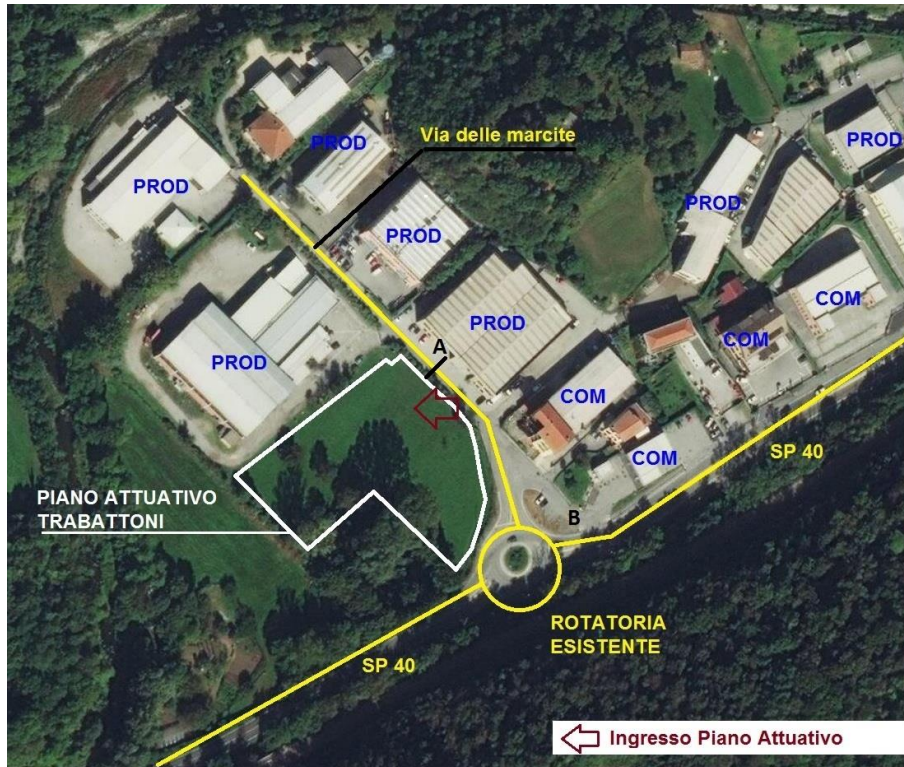 PROD
PROD
Via delle marcite
PROD
PROD
PROD
PROD
PROD
COM
COM
A
COM
COM
SP 40
PIANO ATTUATIVO
TRABATTONI
B
ROTATORIA
ESISTENTE
SP 40
Ingresso Piano Attuativo